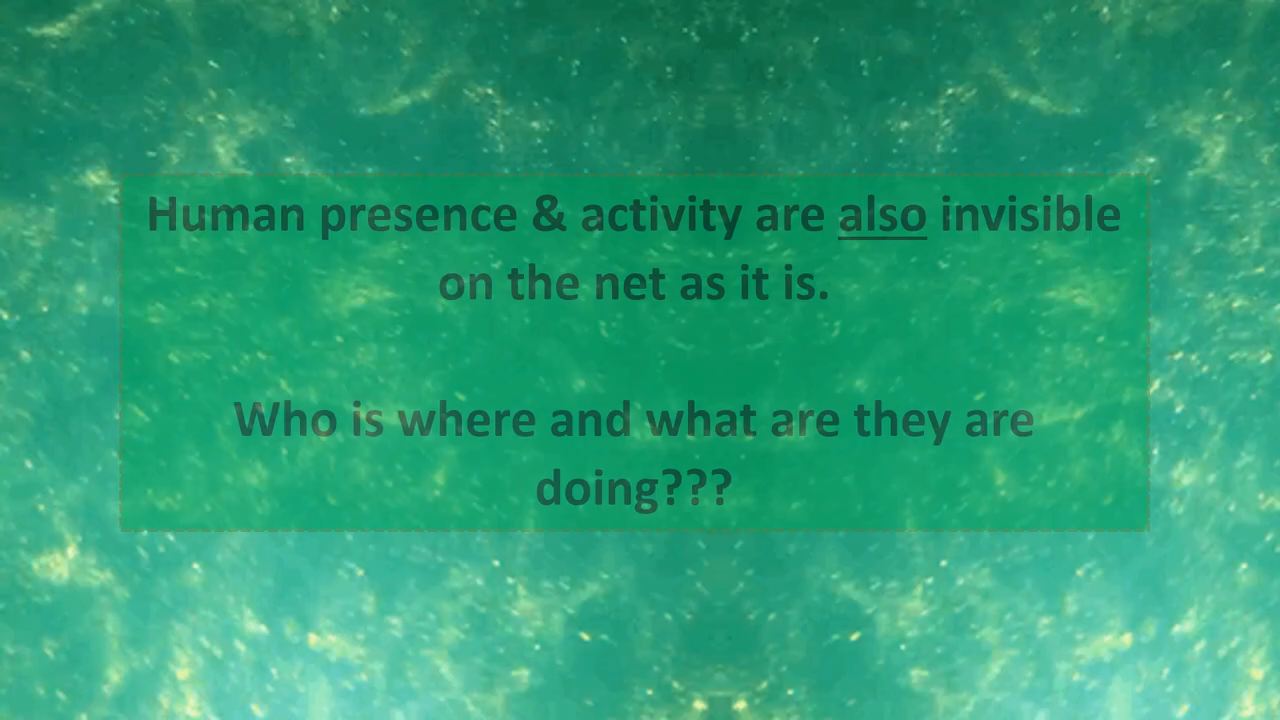 Human presence & activity are also invisible
on the net as it is.
Who is where and what are they are
doing???